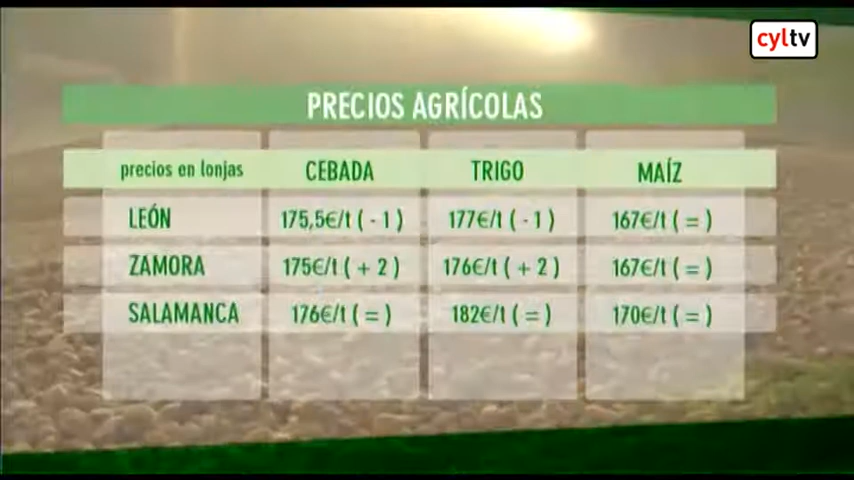 cyltv
PRECIOS AGRÍCOLAS
precios en lonjas CEBADA TRIGO MAÍZ
LEÓN 175,5€/t ( - 1 ) 177€/t ( - 1 ) 167€/t ( = )
ZAMORA 175€/t ( + 2 ) 176€/t ( + 2 ) 167€/t ( = )
SALAMANCA 176€/t ( = ) 182€/t ( = ) 170€/t ( = )